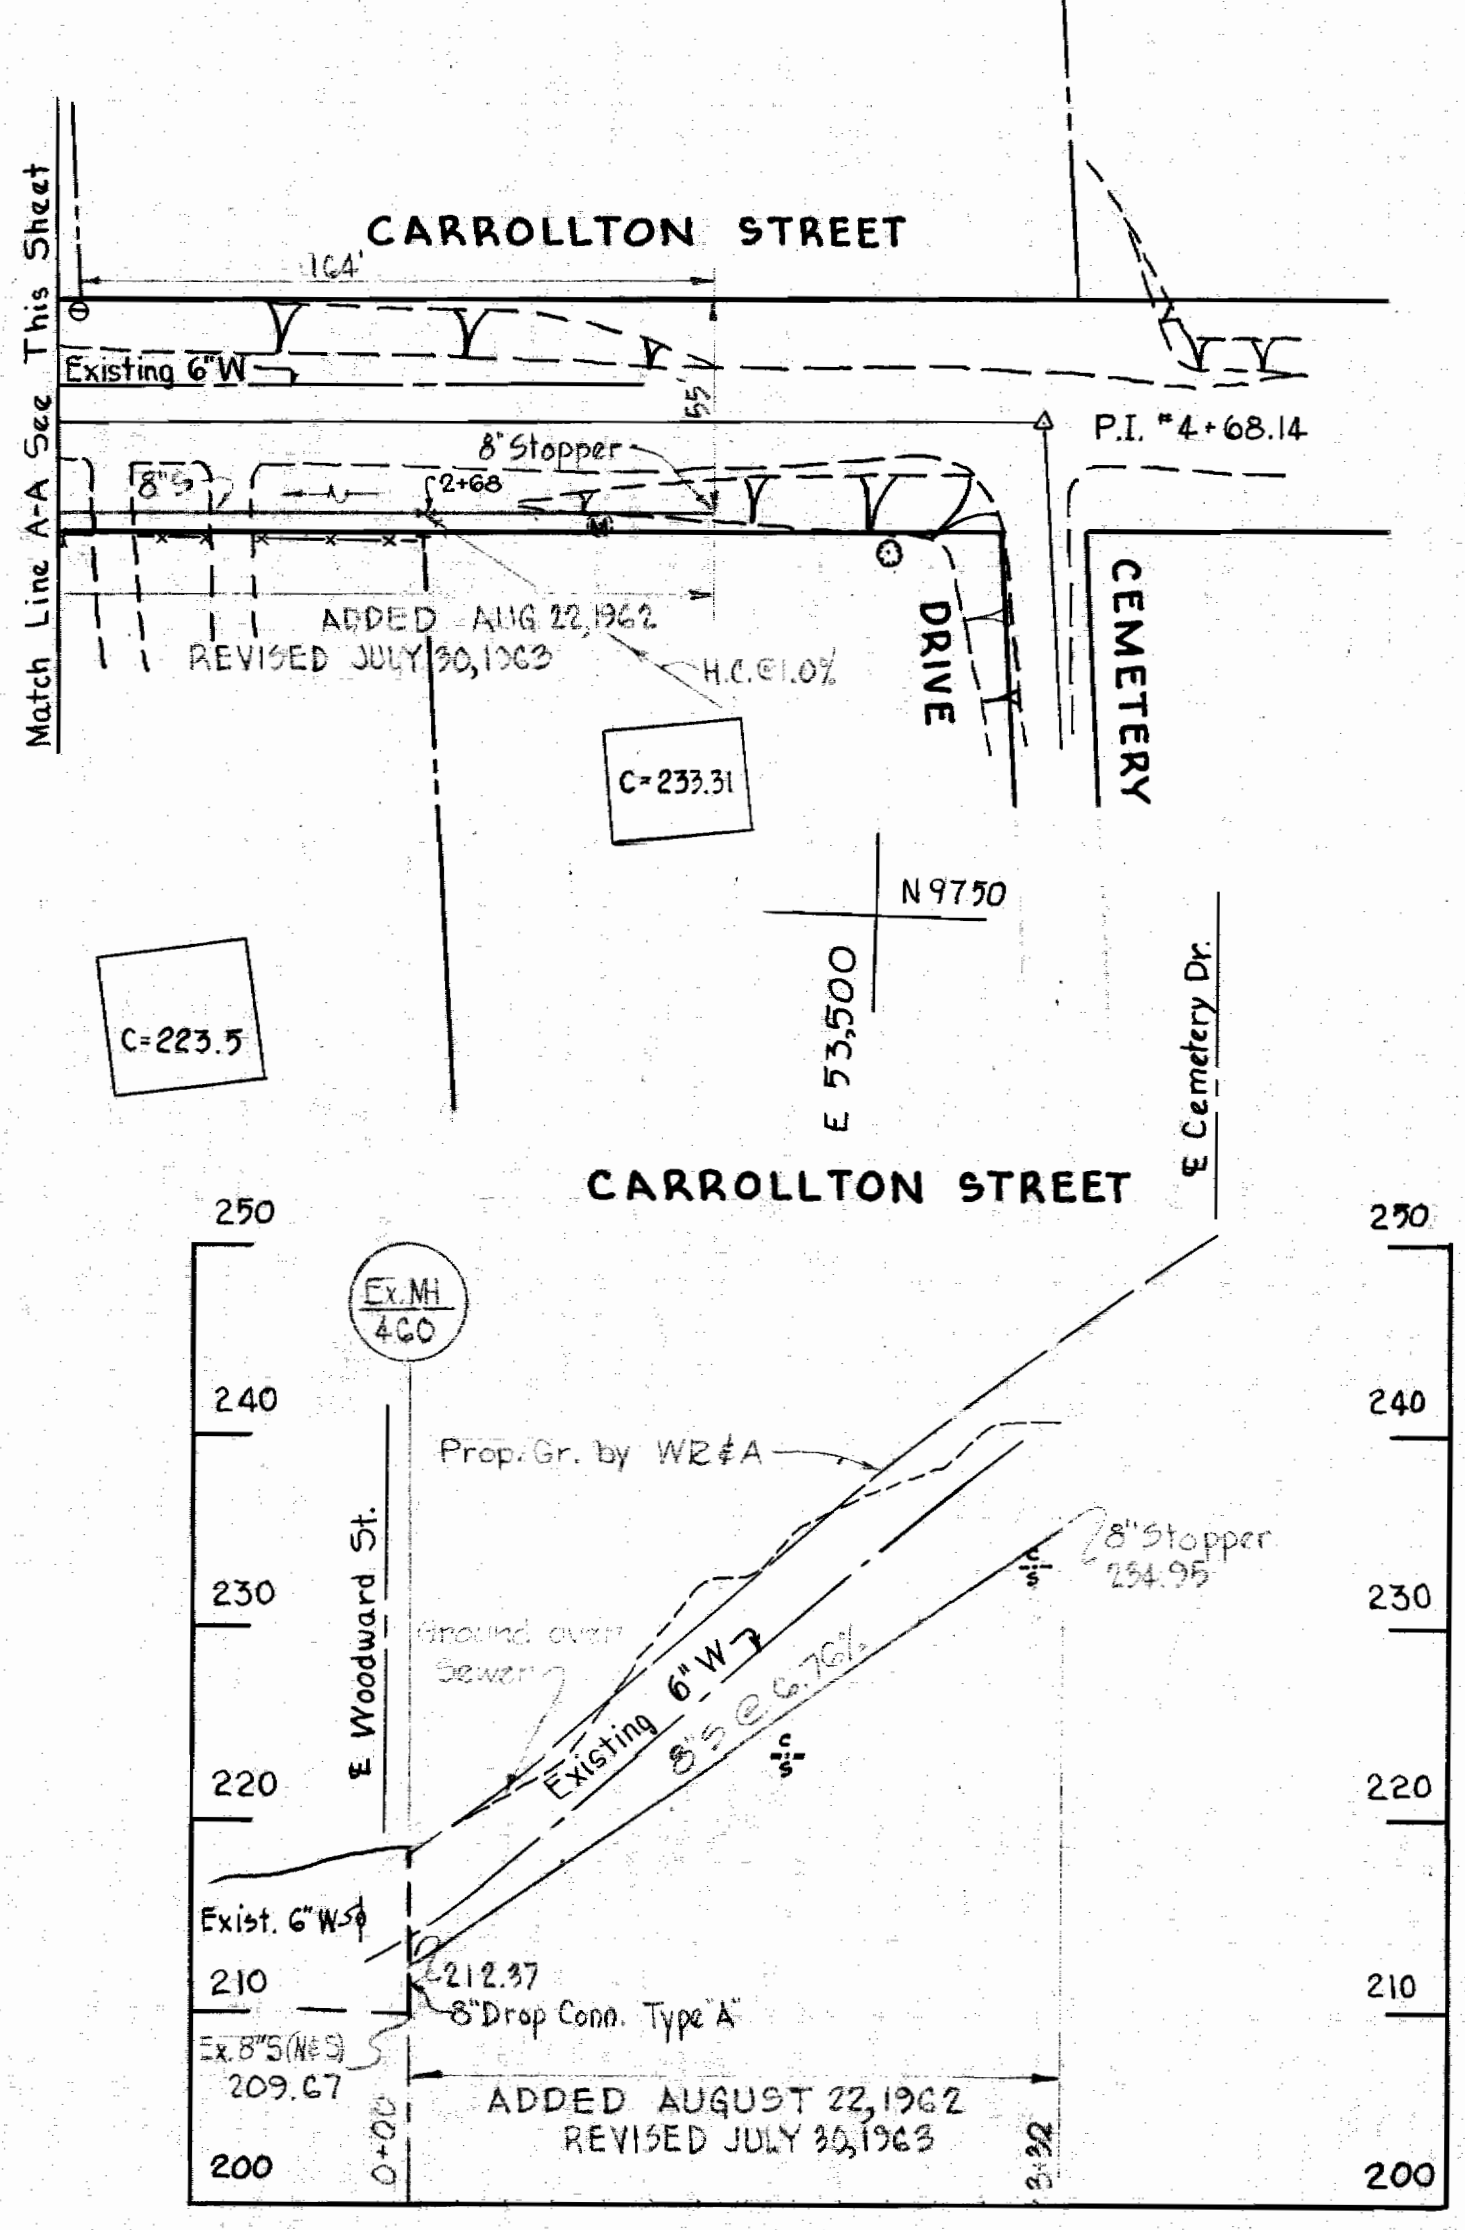 CARROLLTON STREET
164'
Match Line A-A See This Sheet
Existing 6"W
55'
P.I. #4+68.14
8" Stopper
8"S
2+68
ADDED AUG 22,1962
REVISED JULY 30,1963
H.C.@1.0%
DRIVE
CEMETERY
C=233.31
N 9750
E 53,500
C=223.5
℄ Cemetery Dr.
CARROLLTON STREET
250
250
Ex.MH
460
240
240
Prop. Gr. by WR&A
℄ Woodward St.
8" Stopper
234.95
230
230
Ground over
Sewer
Existing 6" W
8"S @ 6.76%
C
S
C
S
220
220
Exist. 6" W
210
210
212.37
8" Drop Conn. Type "A"
Ex. 8"S (N&S)
209.67
ADDED AUGUST 22,1962
REVISED JULY 30,1963
0+00
3+32
200
200